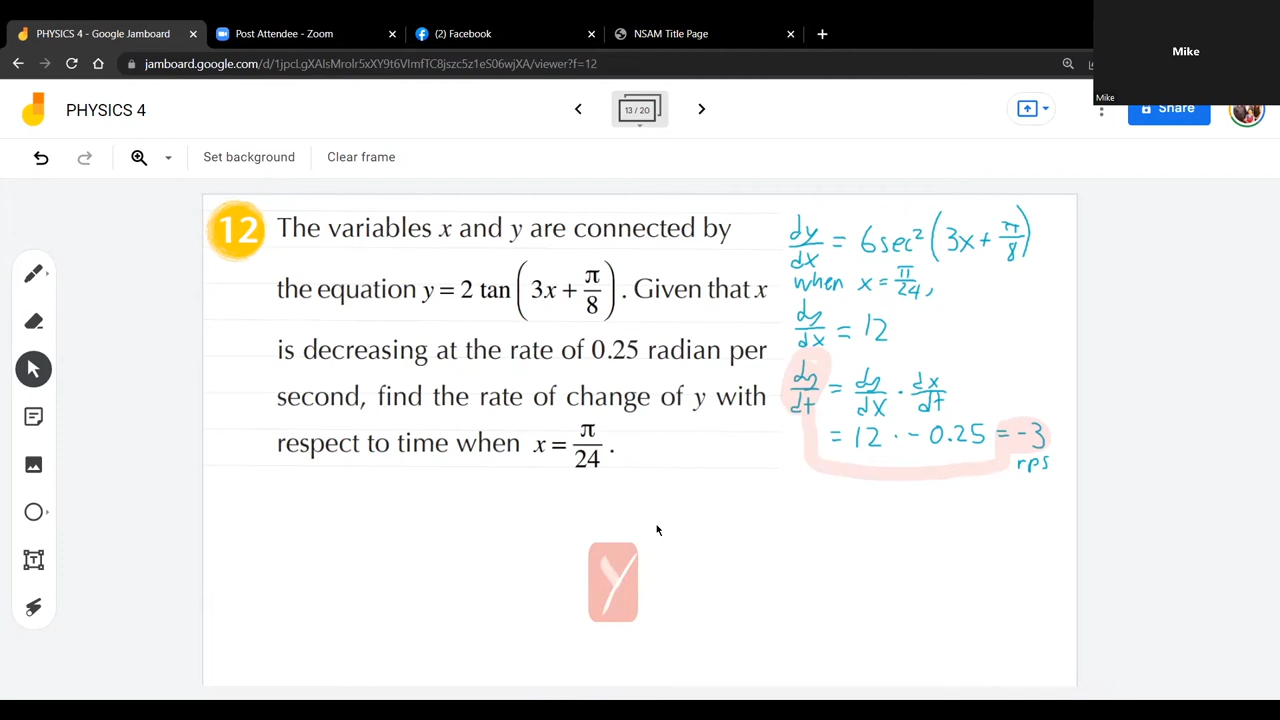 PHYSICS 4 - Google Jamboard
Post Attendee - Zoom
(2) Facebook
NSAM Title Page
Mike
jamboard.google.com/d/1jpcLgXAIsMrolr5xXY9t6VlmfTC8jszc5z1eS06wjXA/viewer?f=12
Mike
PHYSICS 4
13 / 20
Share
Set background
Clear frame
12
The variables x and y are connected by
the equation y = 2 tan (3x + π/8). Given that x
is decreasing at the rate of 0.25 radian per
second, find the rate of change of y with
respect to time when x = π/24.
dy/dx = 6sec² (3x + π/8)
when x = π/24,
dy/dx = 12
dy/dt = dy/dx · dx/dt
= 12 · - 0.25 = -3
rps
Y